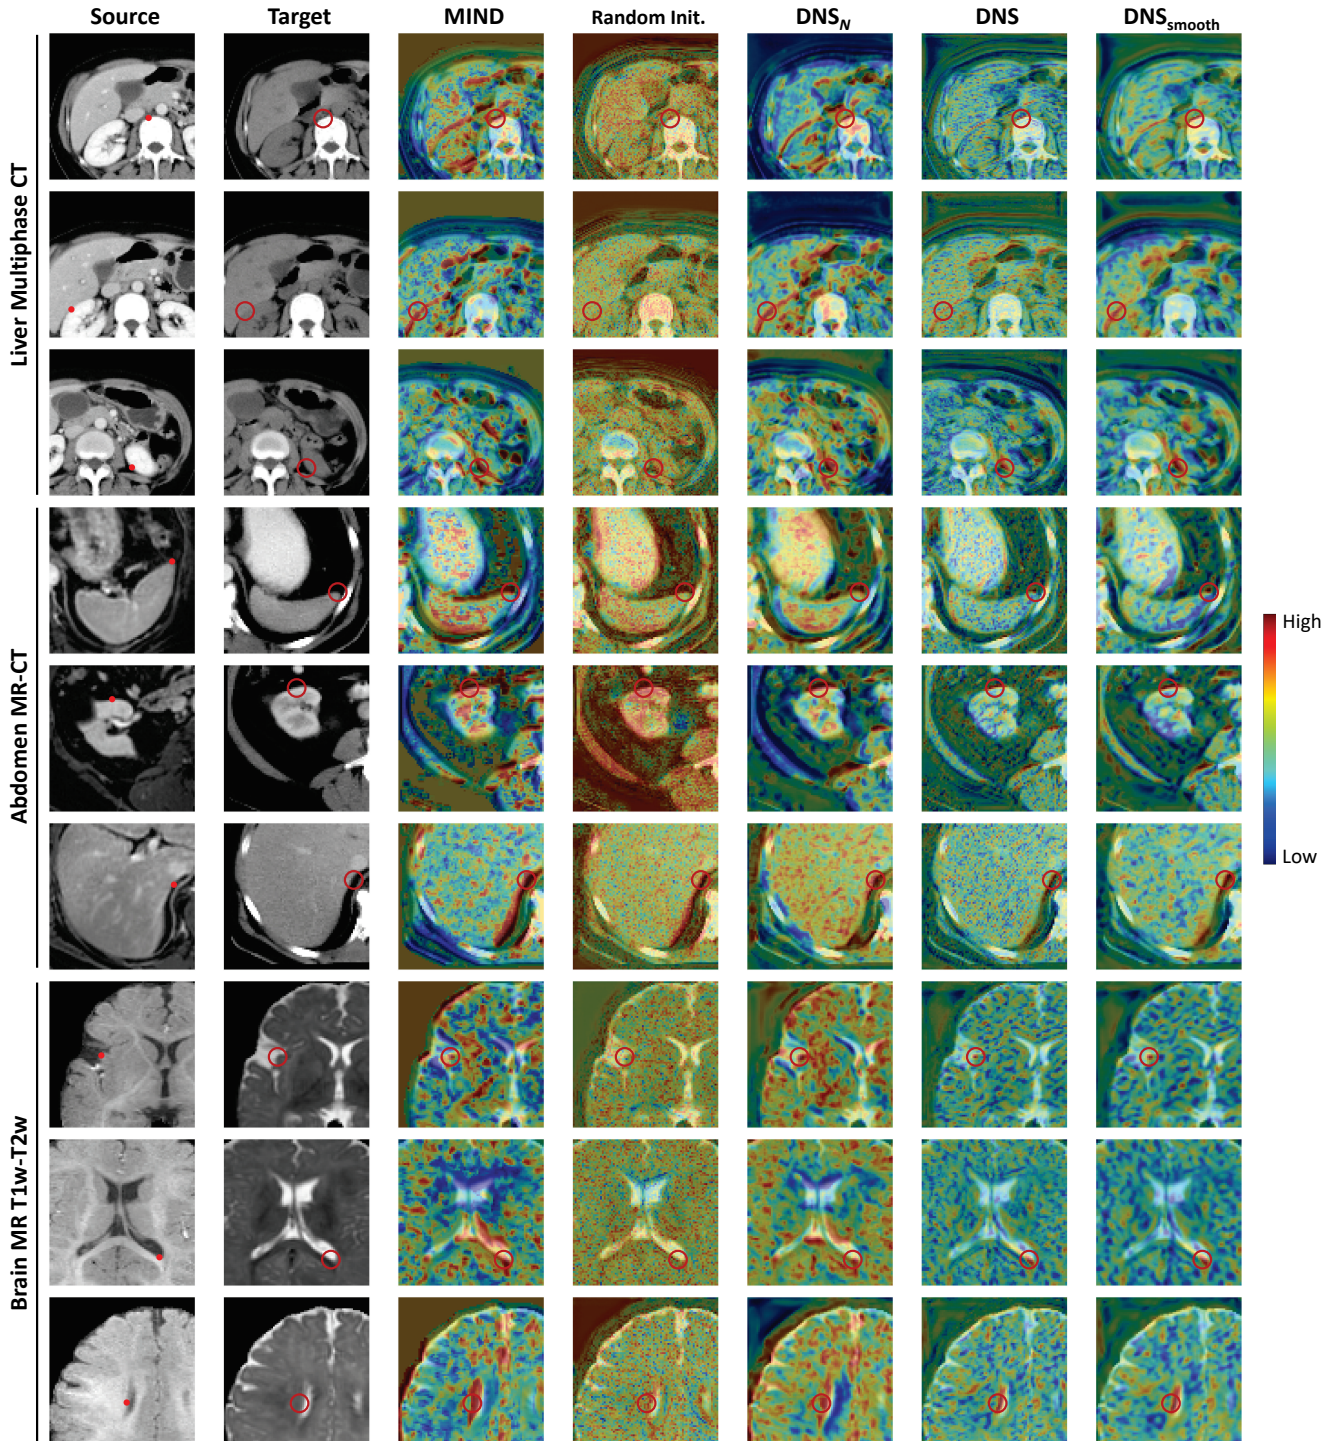 Source Target MIND Random Init. DNS_N DNS DNS_smooth
Liver Multiphase CT
Abdomen MR-CT
High
Low
Brain MR T1w-T2w